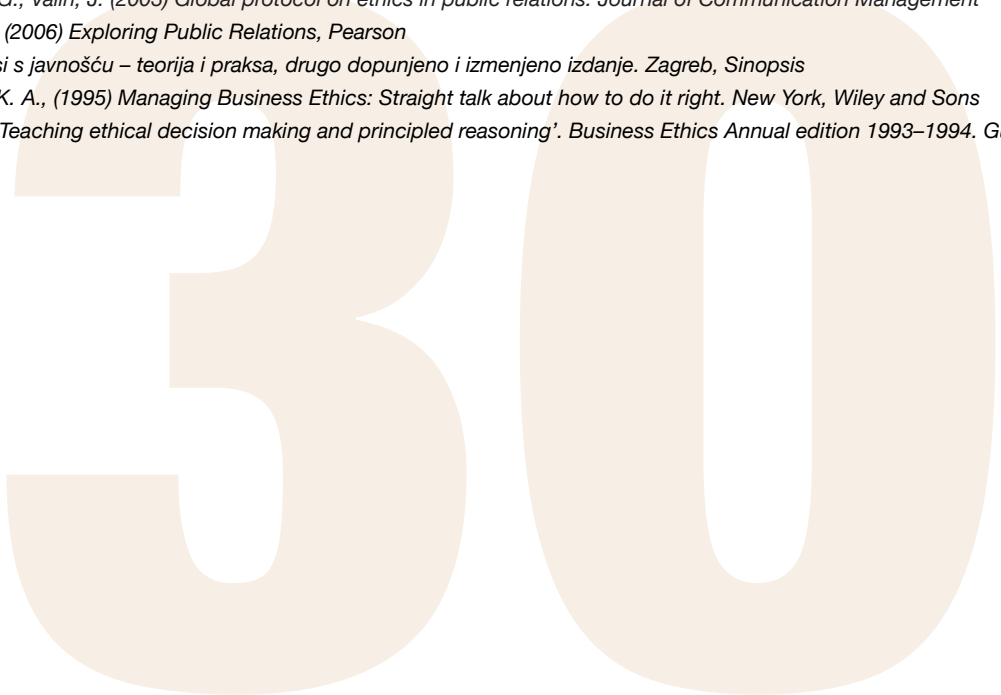 G., Valin, J. (2003) Global protocol on ethics in public relations. Journal of Communication Management
(2006) Exploring Public Relations, Pearson
si s javnošću – teorija i praksa, drugo dopunjeno i izmenjeno izdanje. Zagreb, Sinopsis
K. A., (1995) Managing Business Ethics: Straight talk about how to do it right. New York, Wiley and Sons
Teaching ethical decision making and principled reasoning’. Business Ethics Annual edition 1993–1994. G
30